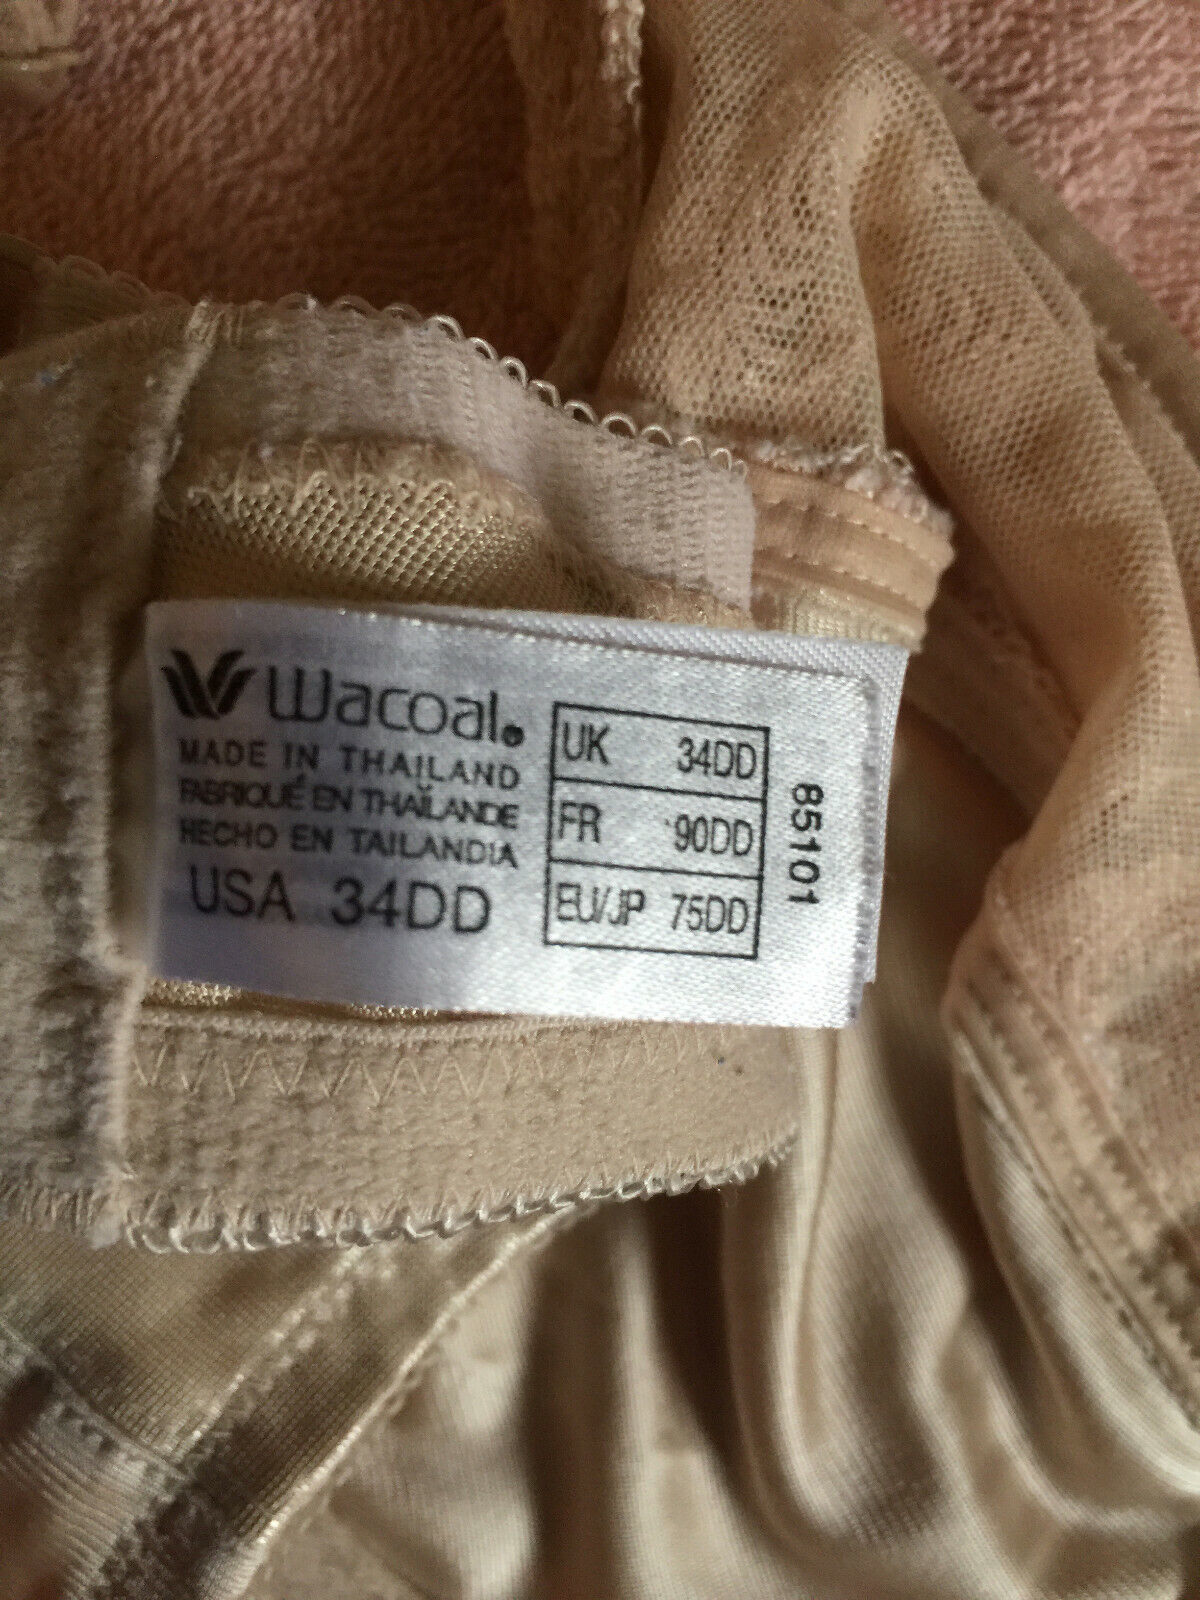 Wacoal®
MADE IN THAILAND
FABRIQUÉ EN THAÏLANDE
HECHO EN TAILANDIA
USA 34DD
UK 34DD
FR 90DD
EU/JP 75DD
85101